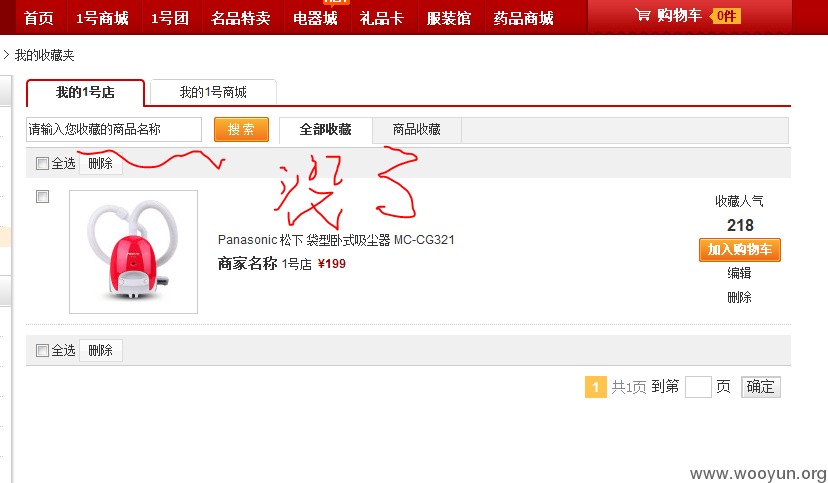 首页 1号商城 1号团 名品特卖 电器城 礼品卡 服装馆 药品商城 购物车 0件
> 我的收藏夹
我的1号店 我的1号商城
请输入您收藏的商品名称 搜 索 全部收藏 商品收藏
全选 删除
没了
收藏人气
218
Panasonic 松下 袋型卧式吸尘器 MC-CG321
加入购物车
商家名称 1号店 ¥199
编辑
删除
全选 删除
1 共1页 到第 页 确定
www.wooyun.org